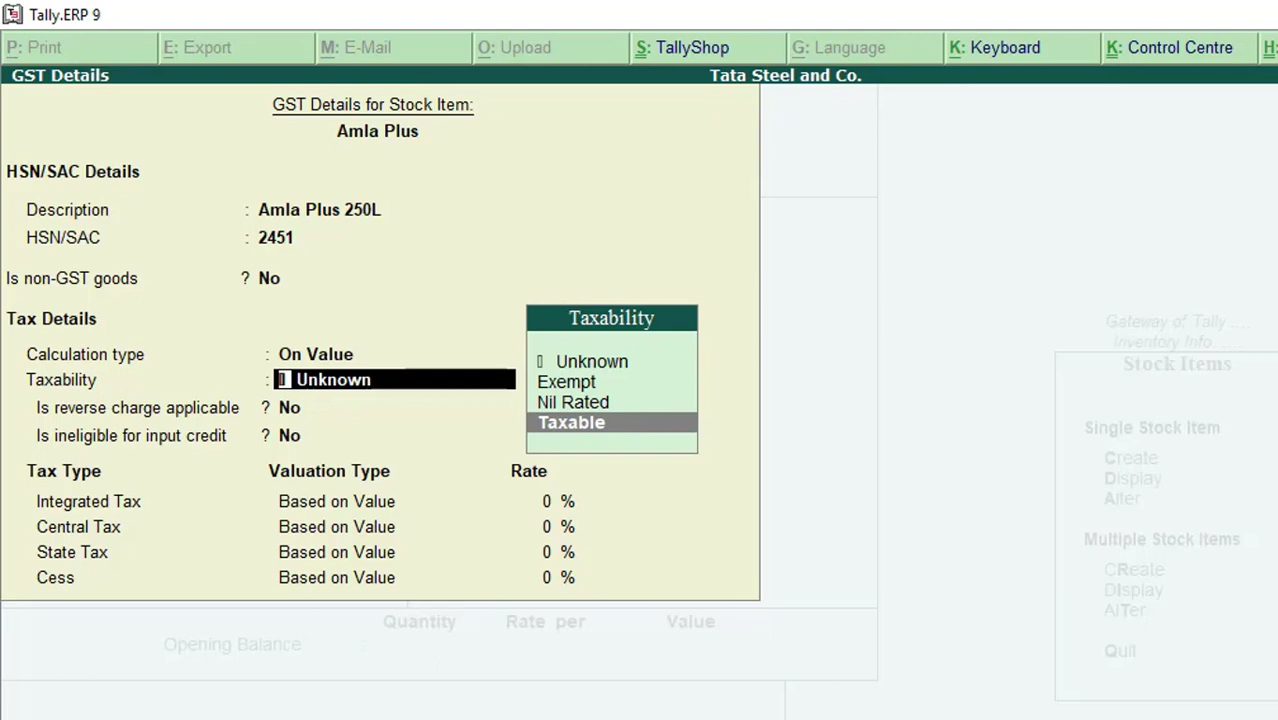 Tally.ERP 9
P: Print E: Export M: E-Mail O: Upload S: TallyShop G: Language K: Keyboard K: Control Centre H:
GST Details Tata Steel and Co.
GST Details for Stock Item:
Amla Plus
HSN/SAC Details
Description : Amla Plus 250L
HSN/SAC : 2451
Is non-GST goods ? No
Tax Details
Calculation type : On Value
Taxability : Unknown
Is reverse charge applicable ? No
Is ineligible for input credit ? No
Tax Type Valuation Type Rate
Integrated Tax Based on Value 0 %
Central Tax Based on Value 0 %
State Tax Based on Value 0 %
Cess Based on Value 0 %
Taxability
Unknown
Exempt
Nil Rated
Taxable
Quantity Rate per Value
Opening Balance :
Gateway of Tally.....
Inventory Info.....
Stock Items
Single Stock Item
Create
Display
Alter
Multiple Stock Items
CReate
DIsplay
AlTer
Quit